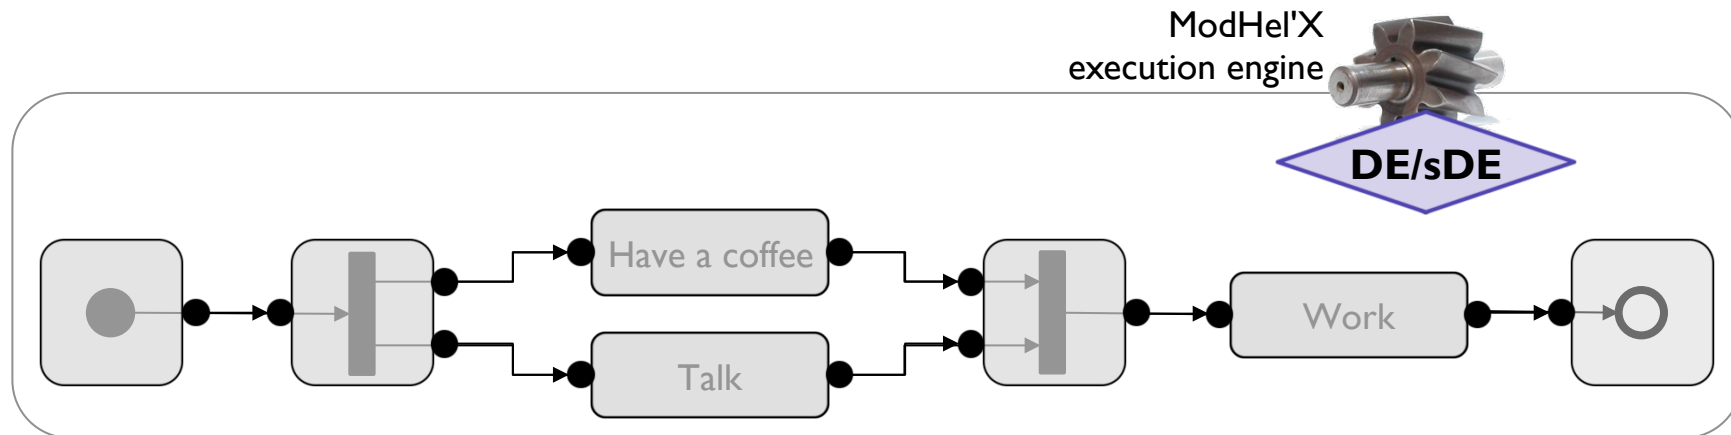 ModHel'X
execution engine
DE/sDE
Have a coffee
Talk
Work